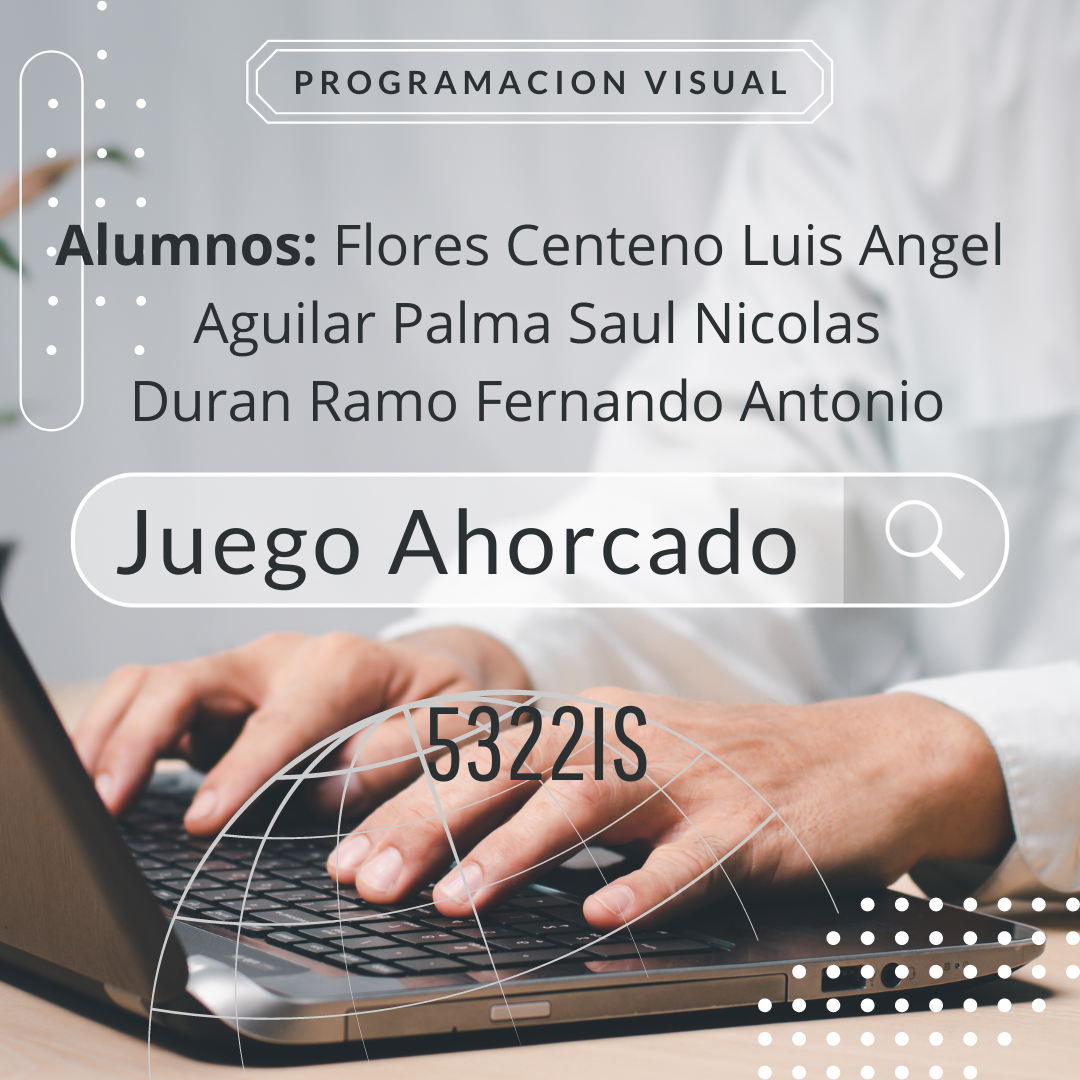 PROGRAMACION VISUAL
Alumnos: Flores Centeno Luis Angel
Aguilar Palma Saul Nicolas
Duran Ramo Fernando Antonio
Juego Ahorcado
5322IS